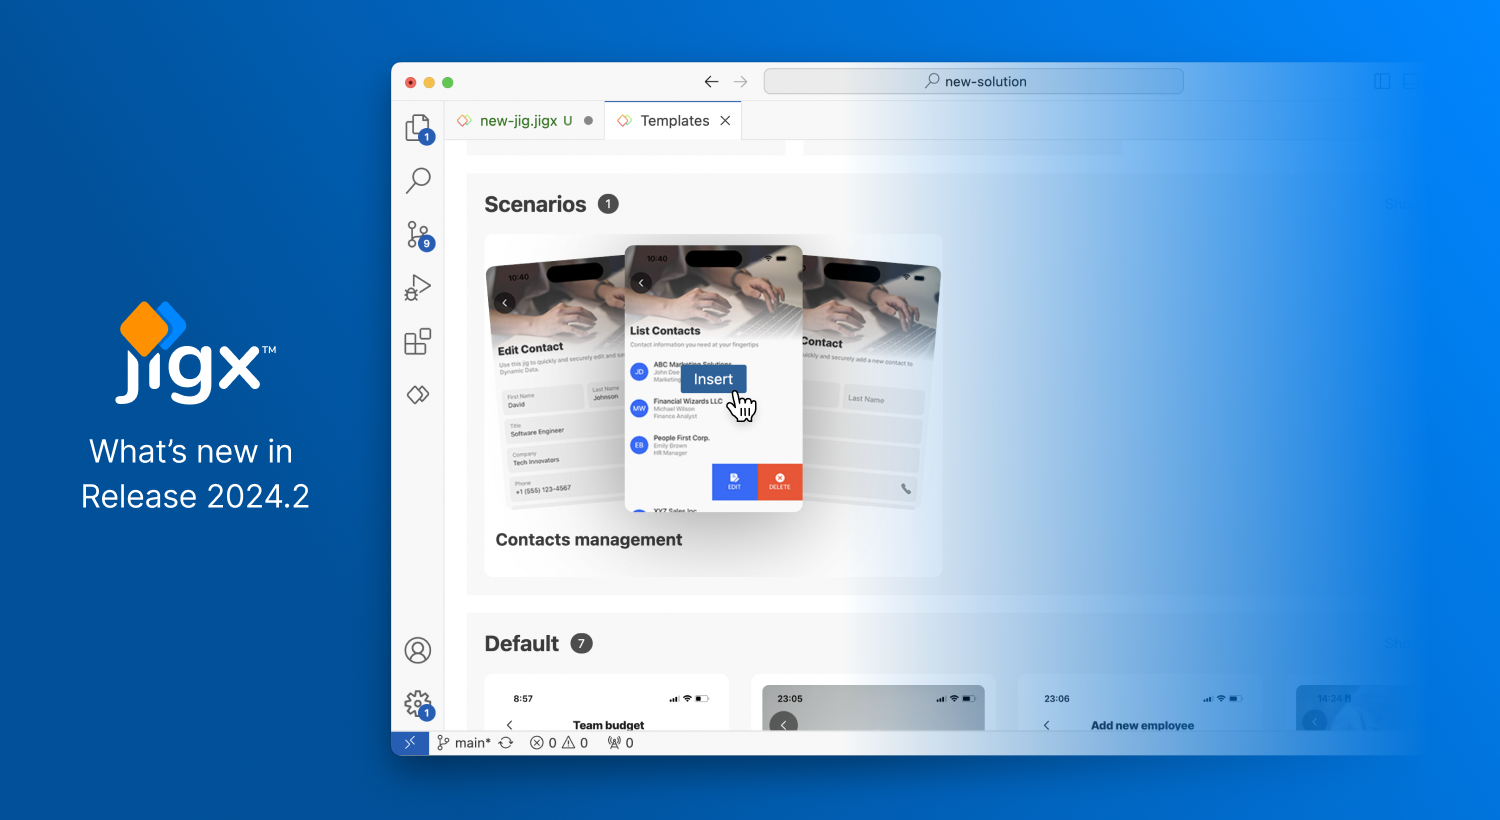 jigx™
What's new in
Release 2024.2
new-solution
1
new-jig.jigx U
Templates
Scenarios 1
9
10:40
Edit Contact
Use this jig to quickly and securely edit and
Dynamic Data.
First Name
David
Last Name
Johnson
Title
Software Engineer
Company
Tech Innovators
Phone
+1 (555) 123-4567
10:40
List Contacts
Contact information you need at your fingertips
JD
ABC Marketing Solutions
John Doe
Marketing
Insert
MW
Financial Wizards LLC
Michael Wilson
Finance Analyst
EB
People First Corp.
Emily Brown
HR Manager
EDIT
DELETE
XYZ Sales Inc
Contact
quickly and securely add a new contact to
Last Name
Contacts management
Default 7
8:57
Team budget
23:05
23:06
Add new employee
14:24
1
main*
0
0
0